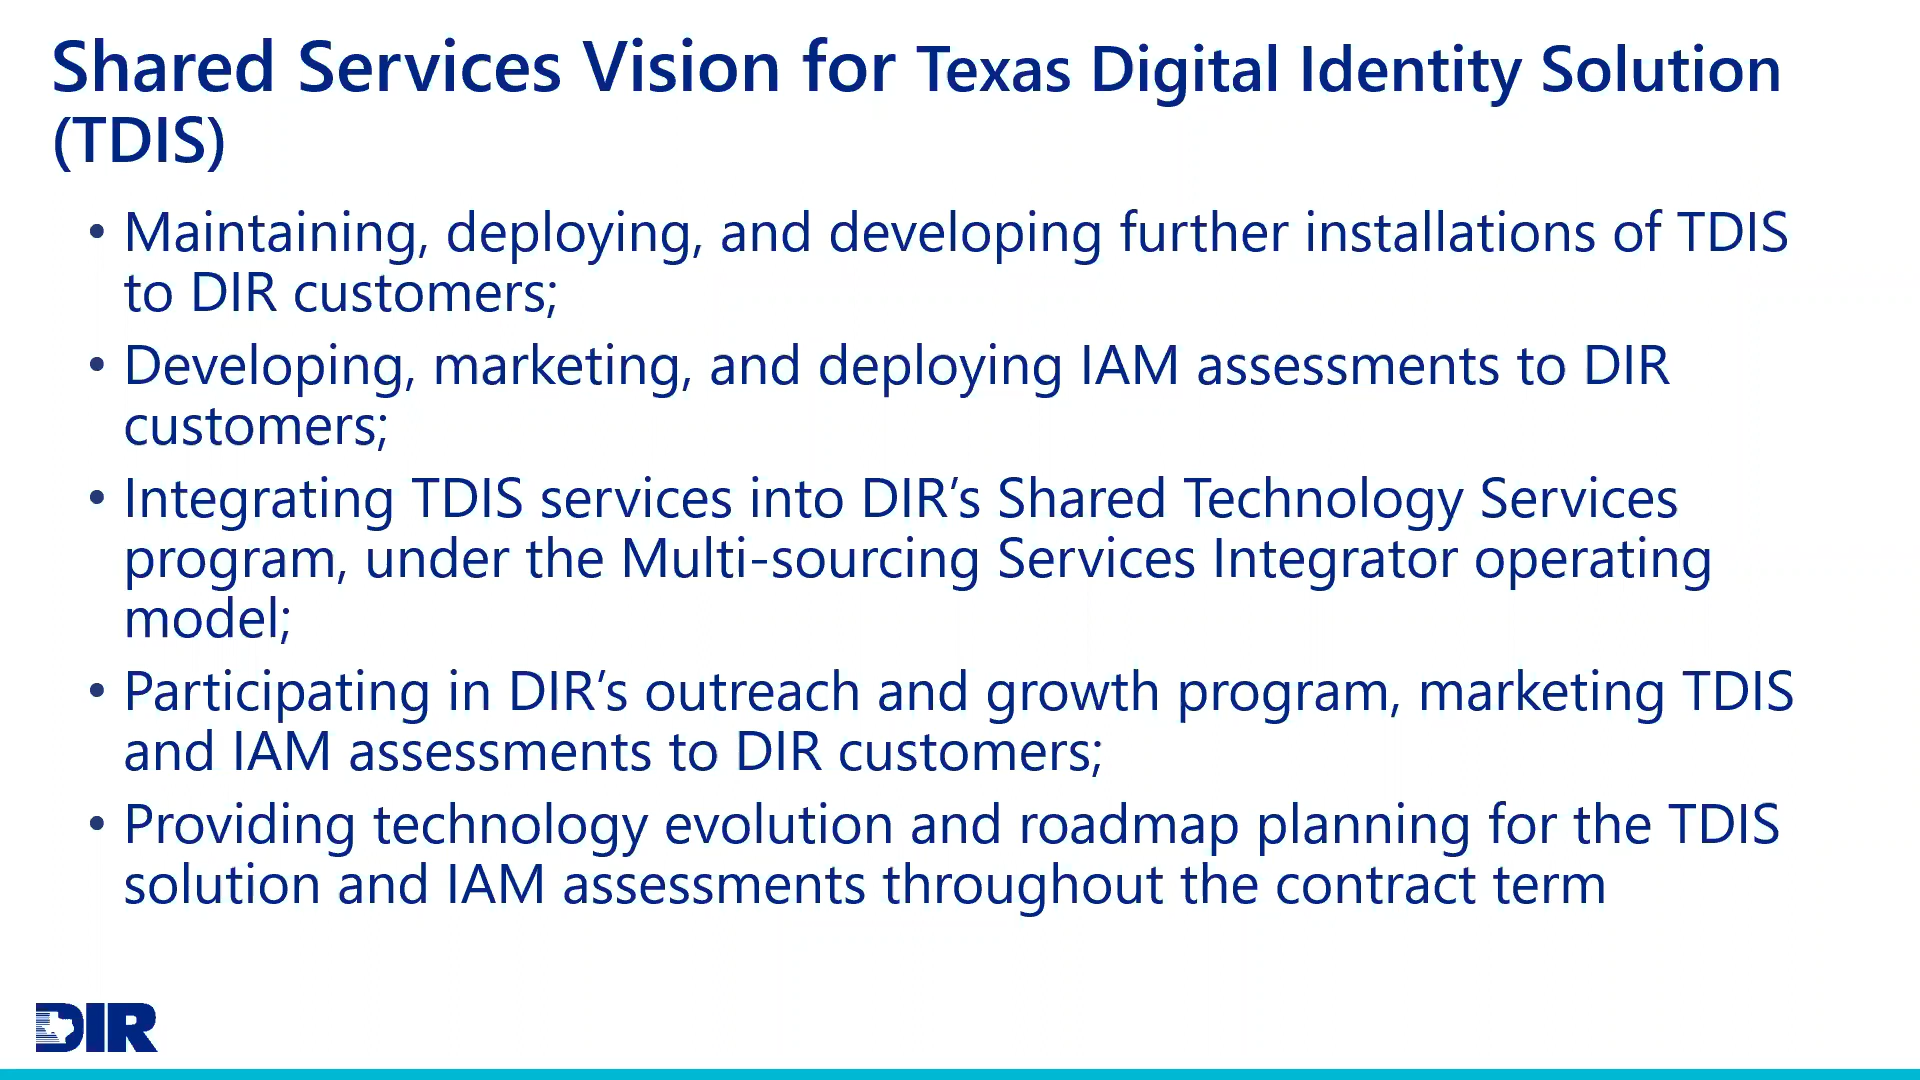 Shared Services Vision for Texas Digital Identity Solution
(TDIS)
• Maintaining, deploying, and developing further installations of TDIS
to DIR customers;
• Developing, marketing, and deploying IAM assessments to DIR
customers;
• Integrating TDIS services into DIR’s Shared Technology Services
program, under the Multi-sourcing Services Integrator operating
model;
• Participating in DIR’s outreach and growth program, marketing TDIS
and IAM assessments to DIR customers;
• Providing technology evolution and roadmap planning for the TDIS
solution and IAM assessments throughout the contract term
DIR